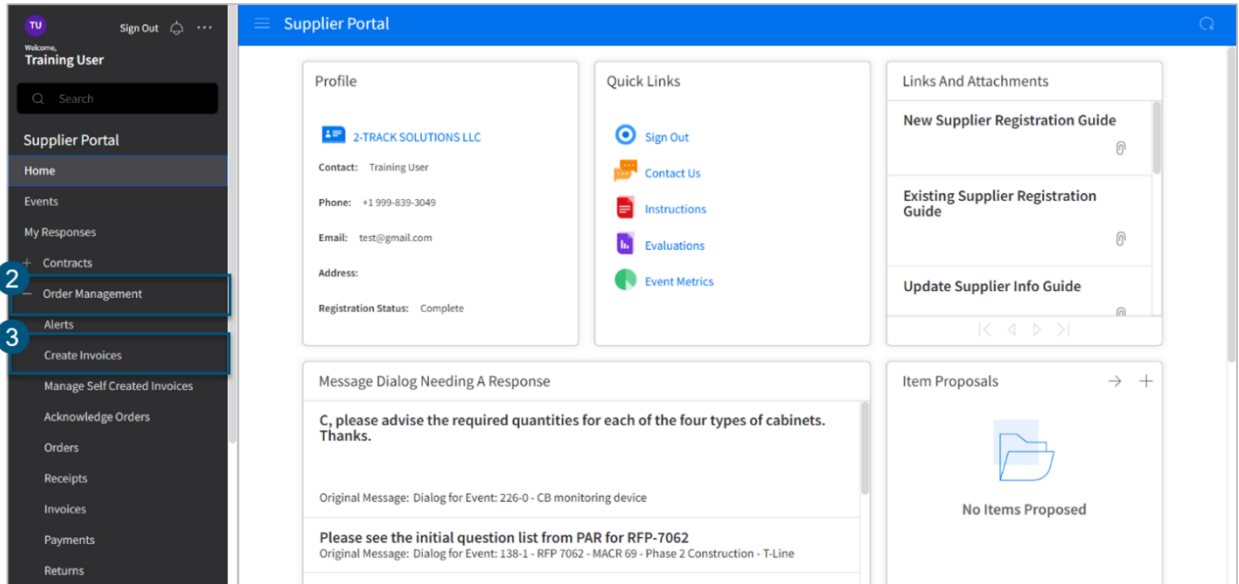 TU
Sign Out
Welcome,
Training User
Search
Supplier Portal
Home
Events
My Responses
+ Contracts
2
− Order Management
Alerts
3
Create Invoices
Manage Self Created Invoices
Acknowledge Orders
Orders
Receipts
Invoices
Payments
Returns
Supplier Portal
Profile
2-TRACK SOLUTIONS LLC
Contact: Training User
Phone: +1 999-839-3049
Email: test@gmail.com
Address:
Registration Status: Complete
Quick Links
Sign Out
Contact Us
Instructions
Evaluations
Event Metrics
Links And Attachments
New Supplier Registration Guide
Existing Supplier Registration
Guide
Update Supplier Info Guide
Message Dialog Needing A Response
C, please advise the required quantities for each of the four types of cabinets.
Thanks.
Original Message: Dialog for Event: 226-0 - CB monitoring device
Please see the initial question list from PAR for RFP-7062
Original Message: Dialog for Event: 138-1 - RFP 7062 - MACR 69 - Phase 2 Construction - T-Line
Item Proposals
No Items Proposed